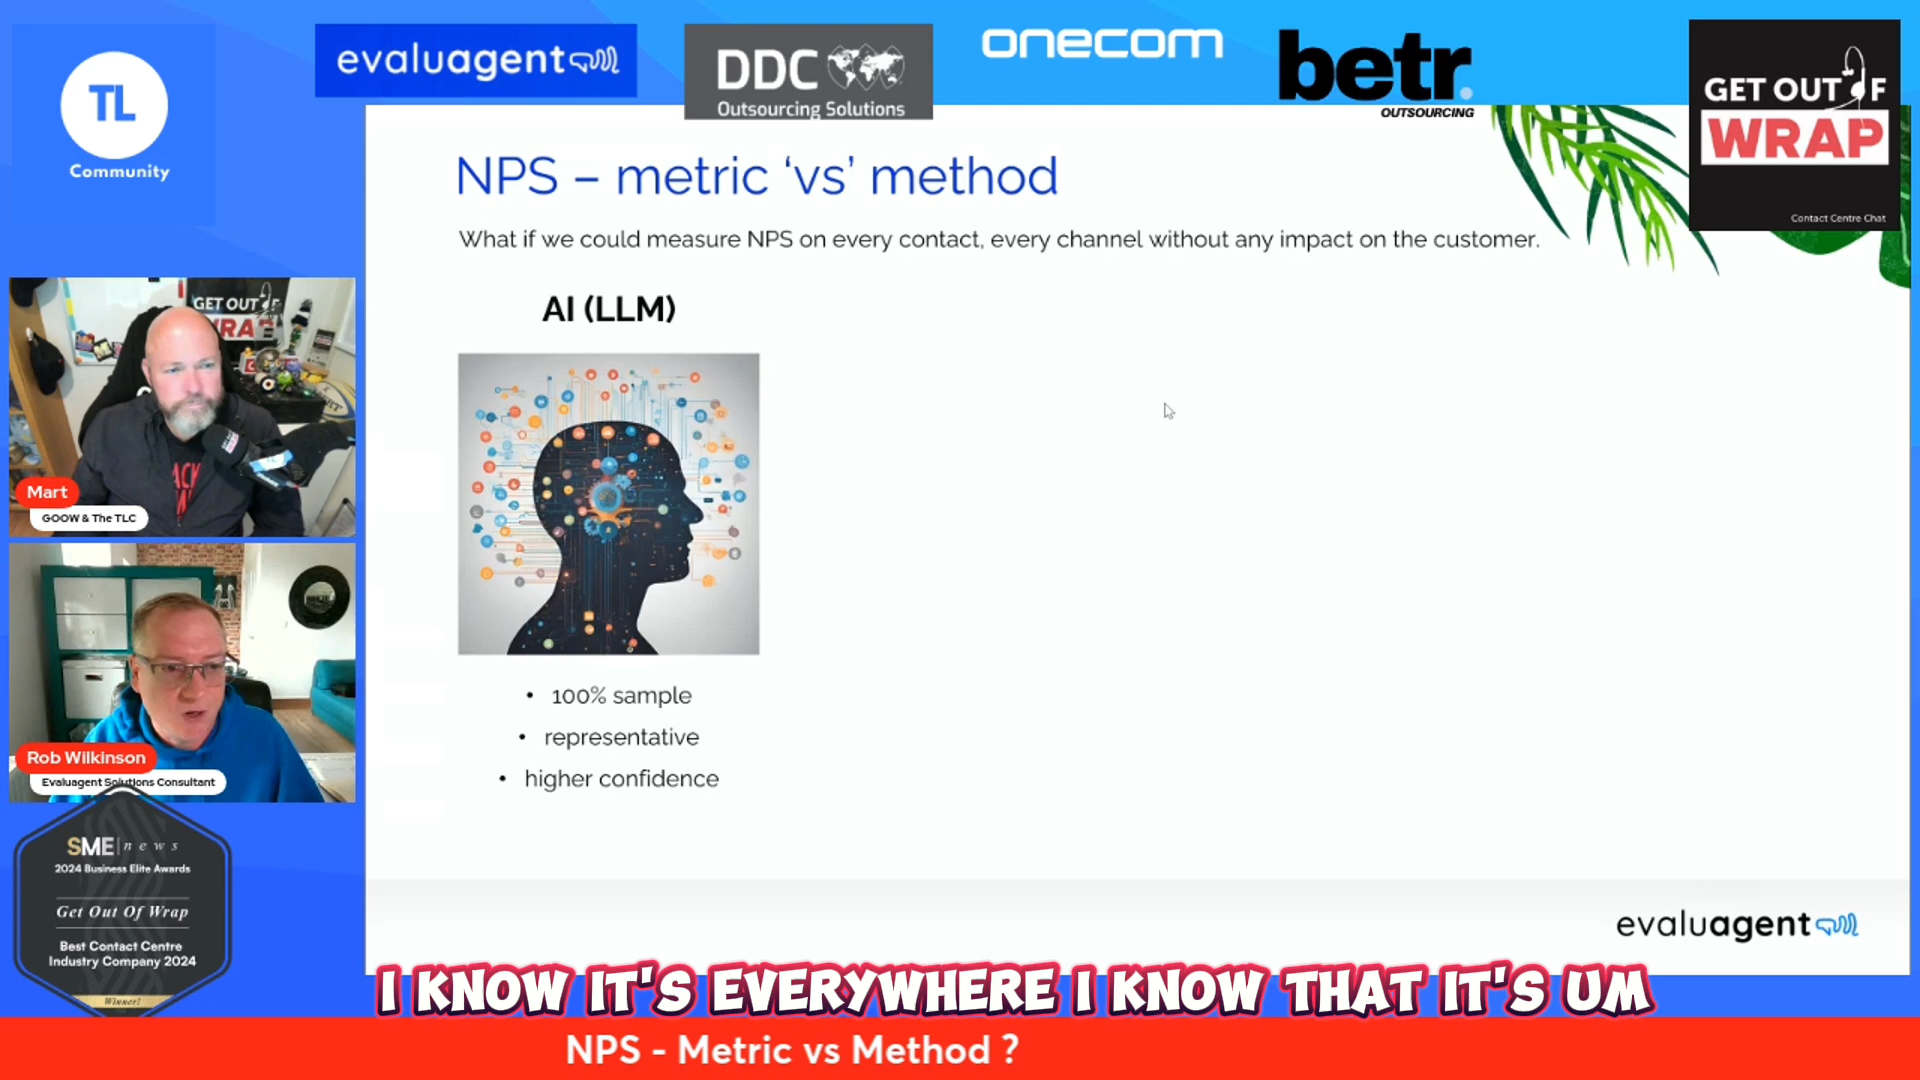 TL
Community
evaluagent
DDC
Outsourcing Solutions
onecom
betr.
OUTSOURCING
GET OUT OF
WRAP
Contact Centre Chat
NPS – metric ‘vs’ method
What if we could measure NPS on every contact, every channel without any impact on the customer.
AI (LLM)
• 100% sample
• representative
• higher confidence
GET OUT OF
WRAP
Mart
GOOW & The TLC
Rob Wilkinson
Evaluagent Solutions Consultant
SME news
2024 Business Elite Awards
Get Out Of Wrap
Best Contact Centre
Industry Company 2024
Winner!
evaluagent
I KNOW IT'S EVERYWHERE I KNOW THAT IT'S UM
NPS - Metric vs Method ?